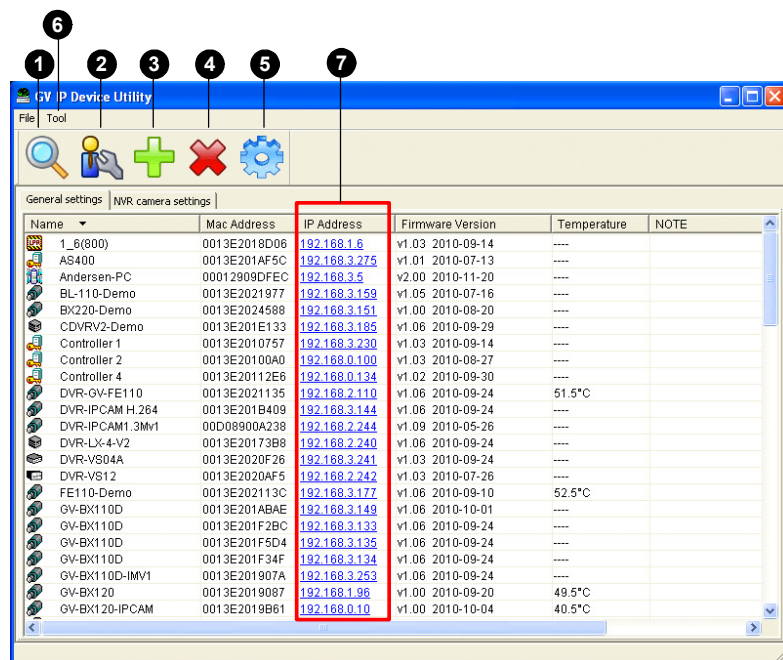 6
1 2 3 4 5 7
GV IP Device Utility
File Tool
General settings NVR camera settings
Name Mac Address IP Address Firmware Version Temperature NOTE
1_6(800) 0013E2018D06 192.168.1.6 v1.03 2010-09-14 ----
AS400 0013E201AF5C 192.168.3.275 v1.01 2010-07-13 ----
Andersen-PC 00012909DFEC 192.168.3.5 v2.00 2010-11-20 ----
BL-110-Demo 0013E2021977 192.168.3.159 v1.05 2010-07-16 ----
BX220-Demo 0013E2024588 192.168.3.151 v1.00 2010-08-20 ----
CDVRV2-Demo 0013E201E133 192.168.3.185 v1.06 2010-09-29 ----
Controller 1 0013E2010757 192.168.3.230 v1.03 2010-09-14 ----
Controller 2 0013E20100A0 192.168.0.100 v1.03 2010-08-27 ----
Controller 4 0013E20112E6 192.168.0.134 v1.02 2010-09-30 ----
DVR-GV-FE110 0013E2021135 192.168.2.110 v1.06 2010-09-24 51.5°C
DVR-IPCAM H.264 0013E201B409 192.168.3.144 v1.06 2010-09-24 ----
DVR-IPCAM1.3Mv1 00D08900A238 192.168.2.244 v1.09 2010-05-26 ----
DVR-LX-4-V2 0013E20173B8 192.168.2.240 v1.06 2010-09-24 ----
DVR-VS04A 0013E2020F26 192.168.3.241 v1.03 2010-09-24 ----
DVR-VS12 0013E2020AF5 192.168.2.242 v1.03 2010-07-26 ----
FE110-Demo 0013E202113C 192.168.3.177 v1.06 2010-09-10 52.5°C
GV-BX110D 0013E201ABAE 192.168.3.149 v1.06 2010-10-01 ----
GV-BX110D 0013E201F2BC 192.168.3.133 v1.06 2010-09-24 ----
GV-BX110D 0013E201F5D4 192.168.3.135 v1.06 2010-09-24 ----
GV-BX110D 0013E201F34F 192.168.3.134 v1.06 2010-09-24 ----
GV-BX110D-IMV1 0013E201907A 192.168.3.253 v1.06 2010-09-24 ----
GV-BX120 0013E2019087 192.168.1.96 v1.00 2010-09-20 49.5°C
GV-BX120-IPCAM 0013E2019B61 192.168.0.10 v1.00 2010-10-04 40.5°C